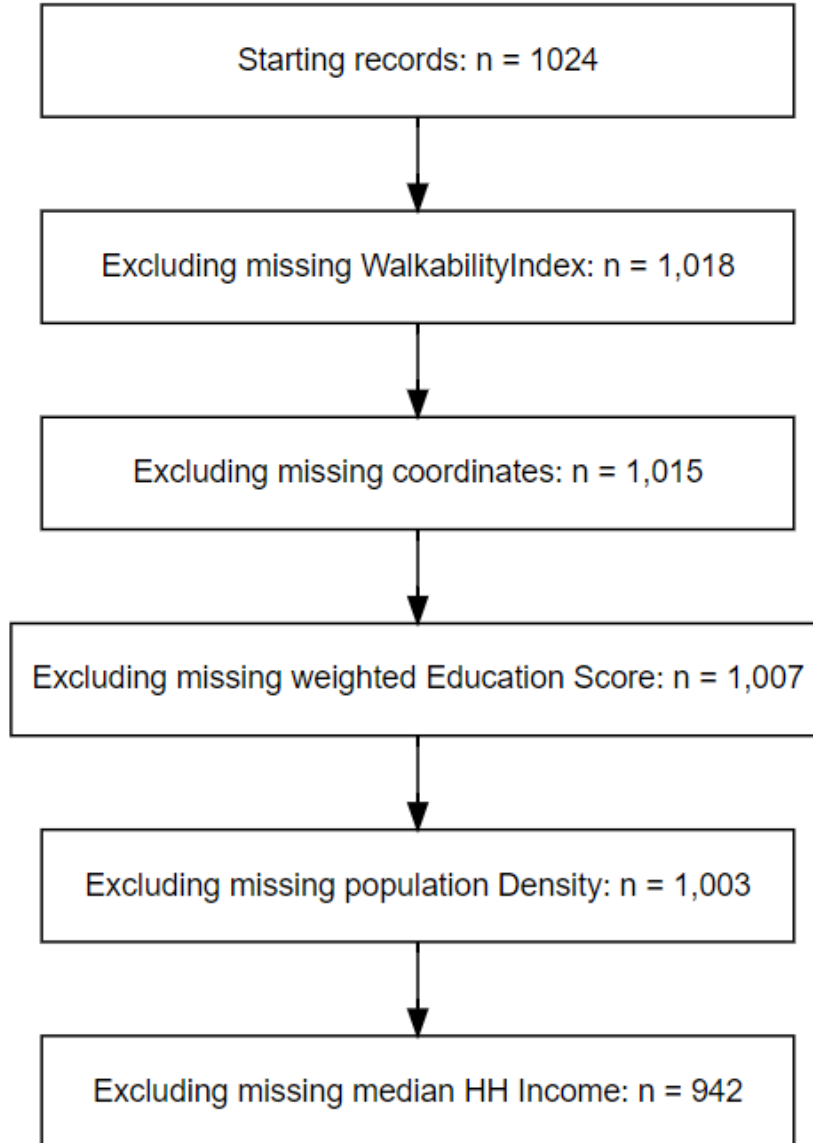 Starting records: n = 1024
Excluding missing WalkabilityIndex: n = 1,018
Excluding missing coordinates: n = 1,015
Excluding missing weighted Education Score: n = 1,007
Excluding missing population Density: n = 1,003
Excluding missing median HH Income: n = 942